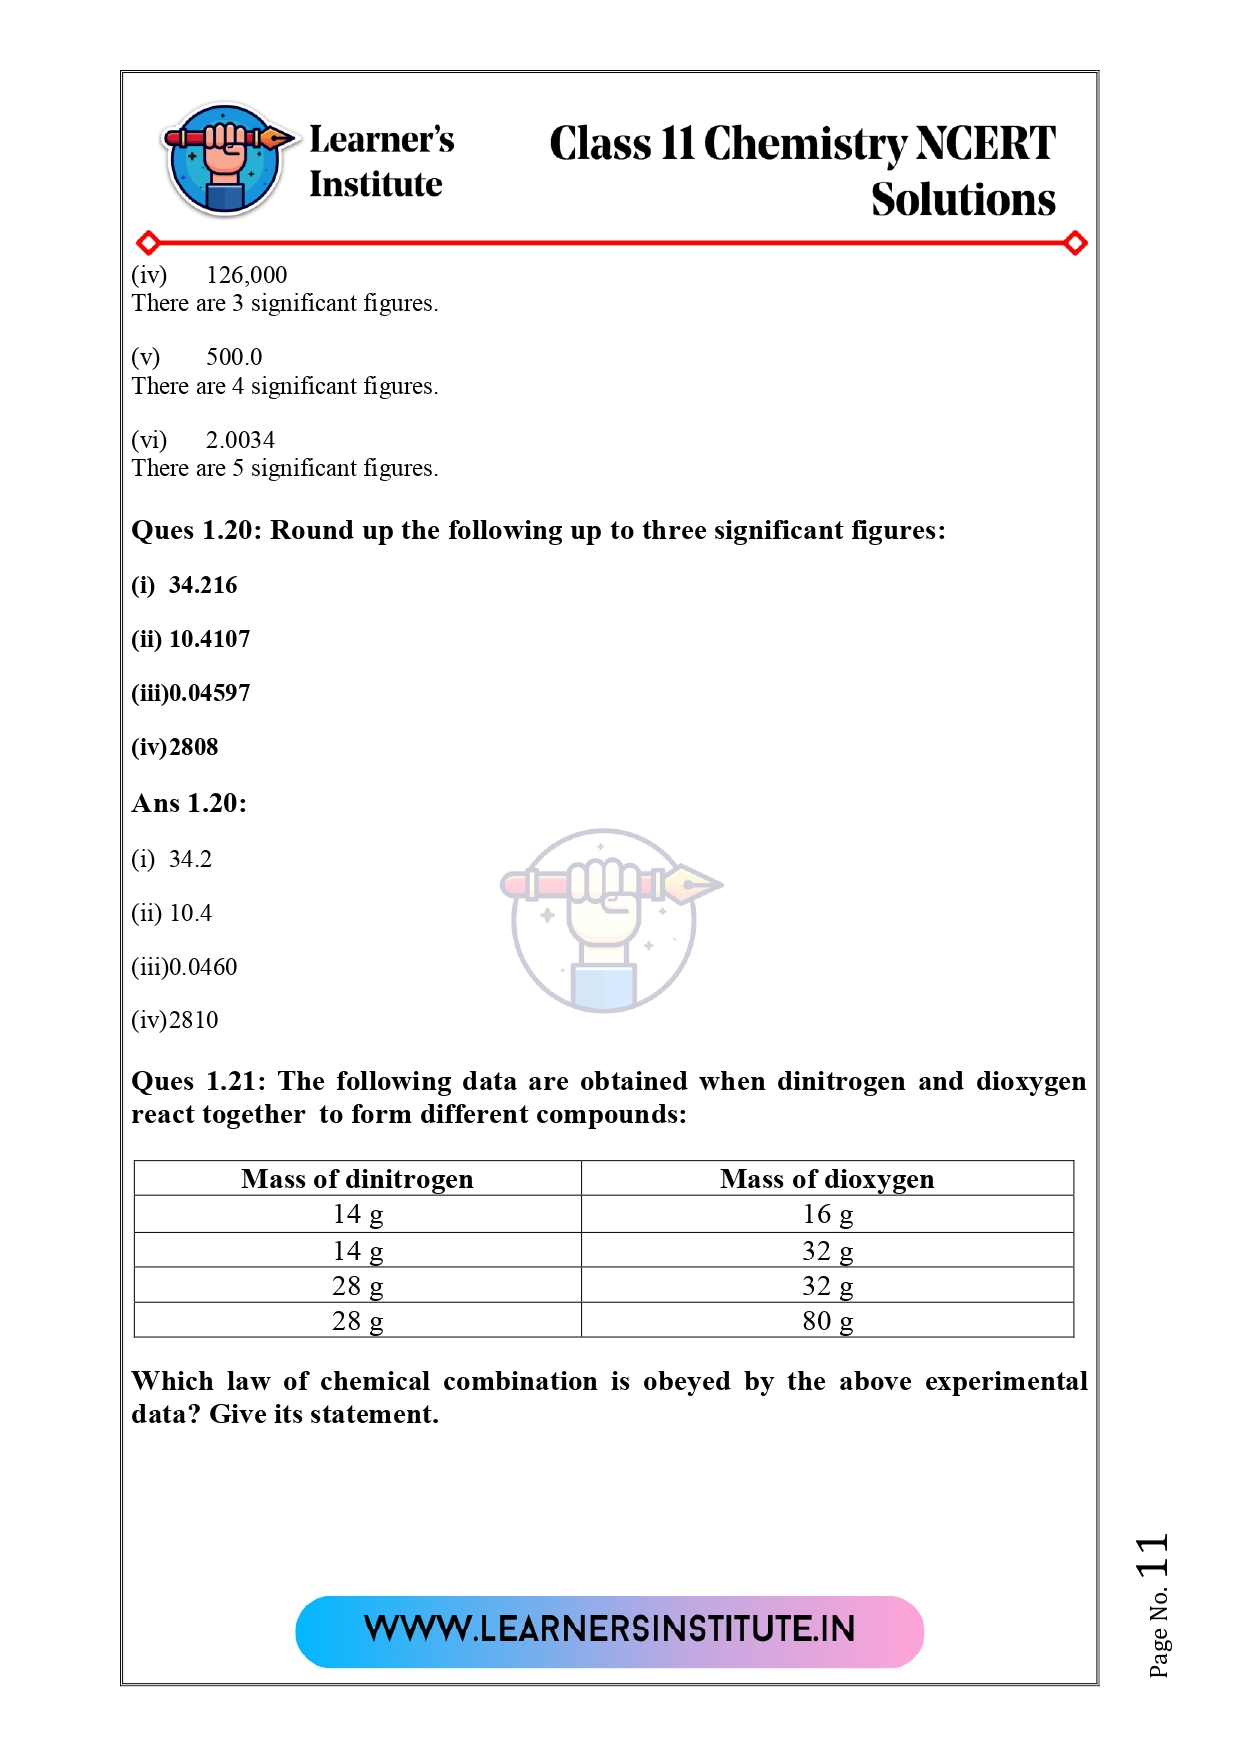 Learner's
Institute
Class 11 Chemistry NCERT
Solutions
(iv) 126,000
There are 3 significant figures.
(v) 500.0
There are 4 significant figures.
(vi) 2.0034
There are 5 significant figures.
Ques 1.20: Round up the following up to three significant figures:
(i) 34.216
(ii) 10.4107
(iii)0.04597
(iv)2808
Ans 1.20:
(i) 34.2
(ii) 10.4
(iii)0.0460
(iv)2810
Ques 1.21: The following data are obtained when dinitrogen and dioxygen
react together to form different compounds:
Mass of dinitrogen Mass of dioxygen
14 g 16 g
14 g 32 g
28 g 32 g
28 g 80 g
Which law of chemical combination is obeyed by the above experimental
data? Give its statement.
WWW.LEARNERSINSTITUTE.IN
Page No. 11